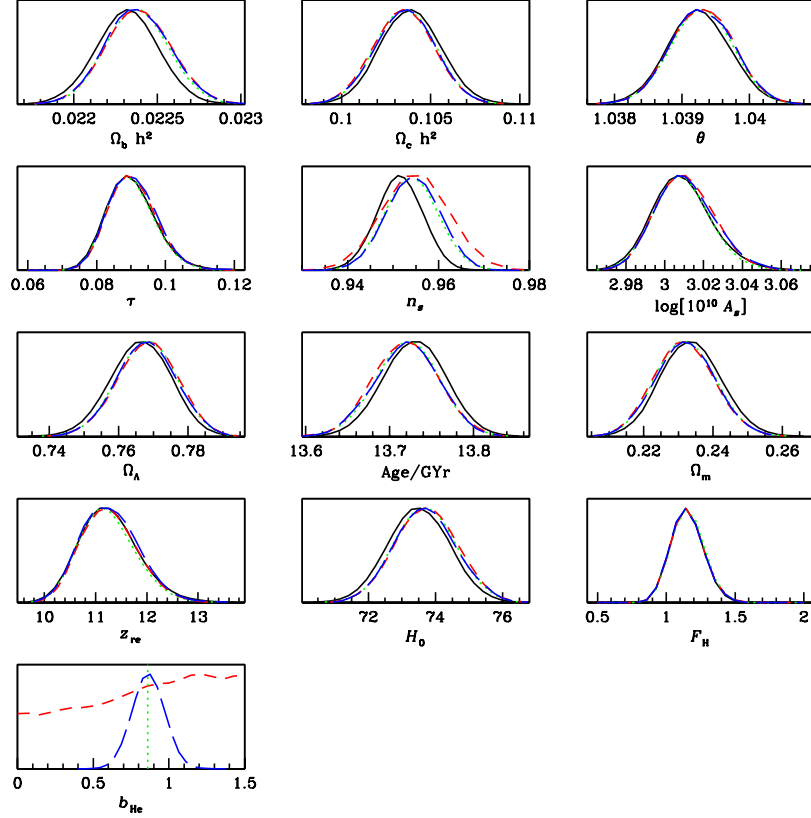 0.022 0.0225 0.023
Ω_b h²
0.1 0.105 0.11
Ω_c h²
1.038 1.039 1.04
θ
0.06 0.08 0.1 0.12
τ
0.94 0.96 0.98
n_s
2.98 3 3.02 3.04 3.06
log[10¹⁰ A_s]
0.74 0.76 0.78
Ω_Λ
13.6 13.7 13.8
Age/GYr
0.22 0.24 0.26
Ω_m
10 11 12 13
z_re
72 74 76
H_0
0.5 1 1.5 2
F_H
0 0.5 1 1.5
b_He